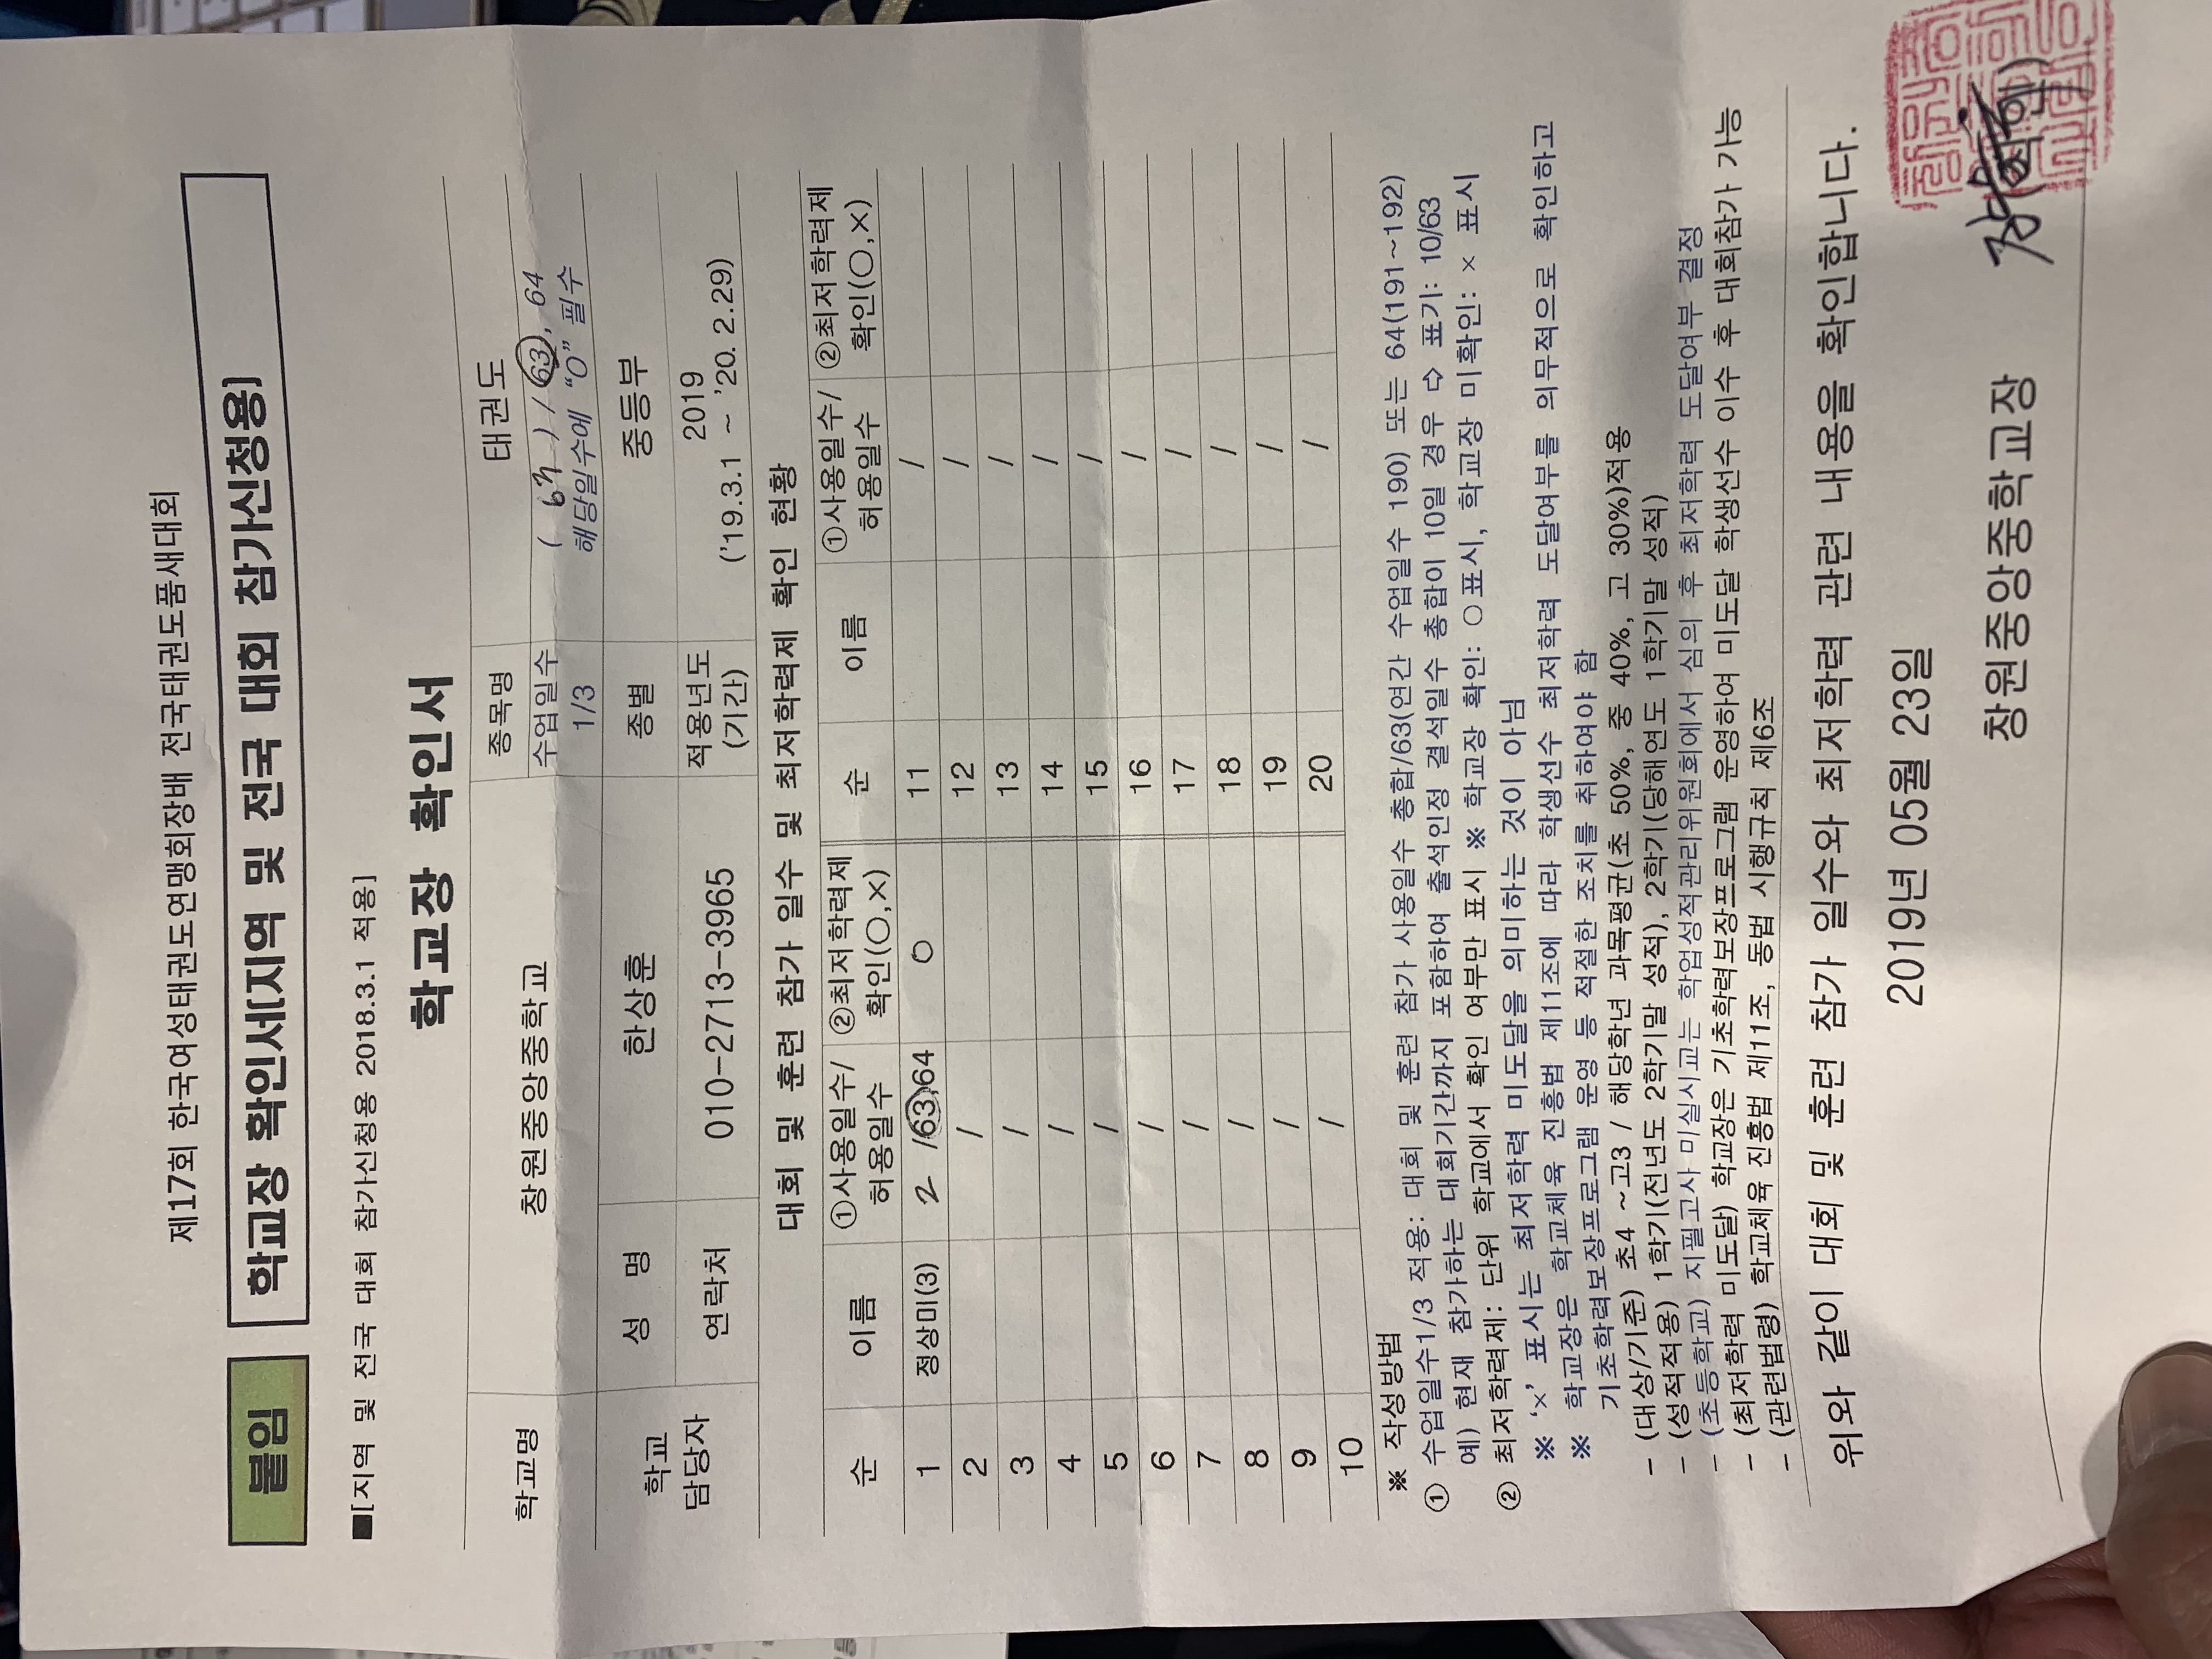 제17회 한국여성태권도연맹회장배 전국태권도품새대회
붙임 학교장 확인서[지역 및 전국 대회 참가신청용]
■[지역 및 전국 대회 참가신청용 2018.3.1 적용]
학교장 확인서
학교명 창원중앙중학교 종목명 태권도
수업일수 1/3 ( 63 ) / 63, 64
해당일수에 "O" 필수
학교 담당자 성 명 한상훈 종별 중등부
연락처 010-2713-3965 적용년도 (기간) 2019
('19.3.1 ~ '20. 2.29)
대회 및 훈련 참가 일수 및 최저학력제 확인 현황
순 이름 ①사용일수/허용일수 ②최저학력제 확인(○,×) 순 이름 ①사용일수/허용일수 ②최저학력제 확인(○,×)
1 정상미(3) 2 /63,64 ○ 11 /
2 / 12 /
3 / 13 /
4 / 14 /
5 / 15 /
6 / 16 /
7 / 17 /
8 / 18 /
9 / 19 /
10 / 20 /
※ 작성방법
① 수업일수1/3 적용: 대회 및 훈련 참가 사용일수 총합/63(연간 수업일수 190) 또는 64(191~192)
예) 현재 참가하는 대회기간까지 포함하여 출석인정 결석일수 총합이 10일 경우 ⇨ 표기: 10/63
② 최저학력제: 단위 학교에서 확인 여부만 표시 ※ 학교장 확인: ○표시, 학교장 미확인: × 표시
※ '×' 표시는 최저학력 미도달을 의미하는 것이 아님
※ 학교장은 학교체육 진흥법 제11조에 따라 학생선수 최저학력 도달여부를 의무적으로 확인하고
기초학력보장프로그램 운영 등 적절한 조치를 취하여야 함
- (대상/기준) 초4 ~고3 / 해당학년 과목평균(초 50%, 중 40%, 고 30%)적용
- (성적적용) 1학기(전년도 2학기말 성적), 2학기(당해연도 1학기말 성적)
- (초등학교) 지필고사 미실시교는 학업성적관리위원회에서 심의 후 최저학력 도달여부 결정
- (최저학력 미도달) 학교장은 기초학력보장프로그램 운영하여 미도달 학생선수 이수 후 대회참가 가능
- (관련법령) 학교체육 진흥법 제11조, 동법 시행규칙 제6조
위와 같이 대회 및 훈련 참가 일수와 최저학력 관련 내용을 확인합니다.
2019년 05월 23일
창원중앙중학교장